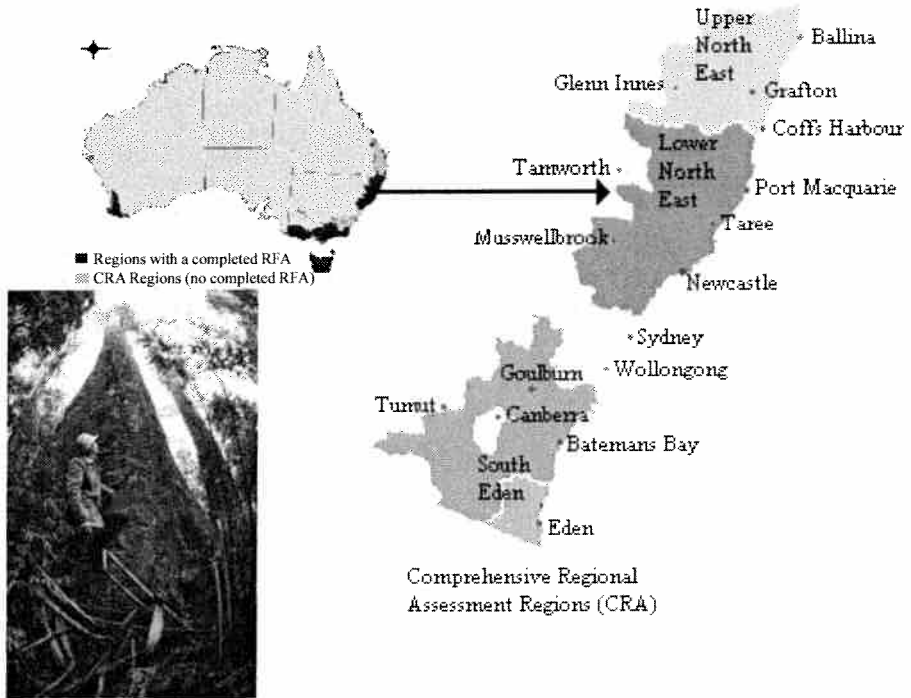 Upper
North
East
Ballina
Glenn Innes
Grafton
Coffs Harbour
Lower
North
East
Tamworth
Port Macquarie
Taree
Musswellbrook
Newcastle
Regions with a completed RFA
CRA Regions (no completed RFA)
Sydney
Wollongong
Goulburn
Tumut
Canberra
Batemans Bay
South
Eden
Eden
Comprehensive Regional
Assessment Regions (CRA)